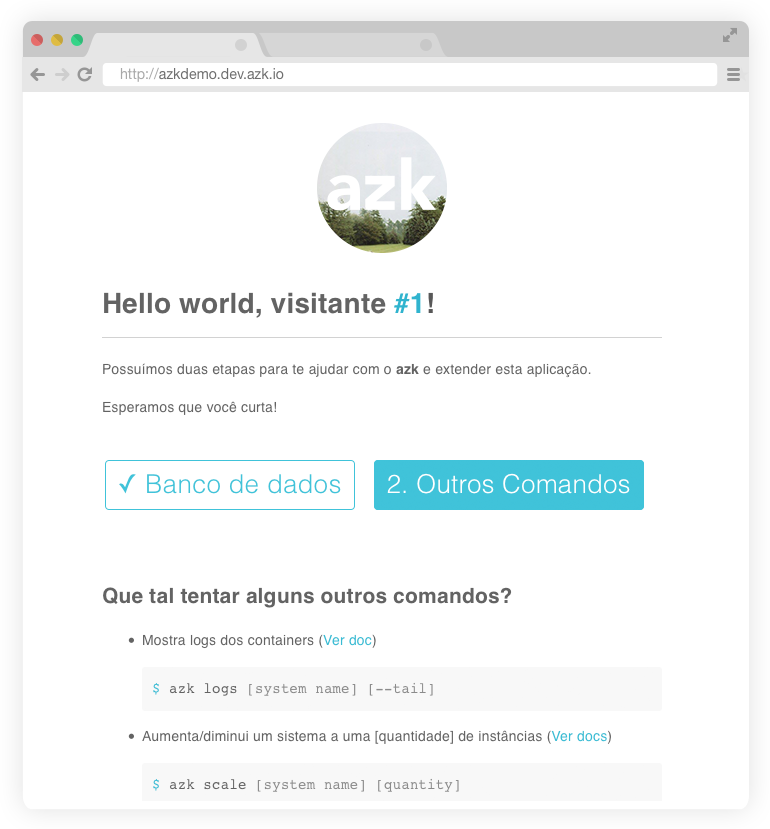 http://azkdemo.dev.azk.io
azk
Hello world, visitante #1!
Possuímos duas etapas para te ajudar com o azk e extender esta aplicação.
Esperamos que você curta!
✓ Banco de dados
2. Outros Comandos
Que tal tentar alguns outros comandos?
• Mostra logs dos containers (Ver doc)
$ azk logs [system name] [--tail]
• Aumenta/diminui um sistema a uma [quantidade] de instâncias (Ver docs)
$ azk scale [system name] [quantity]